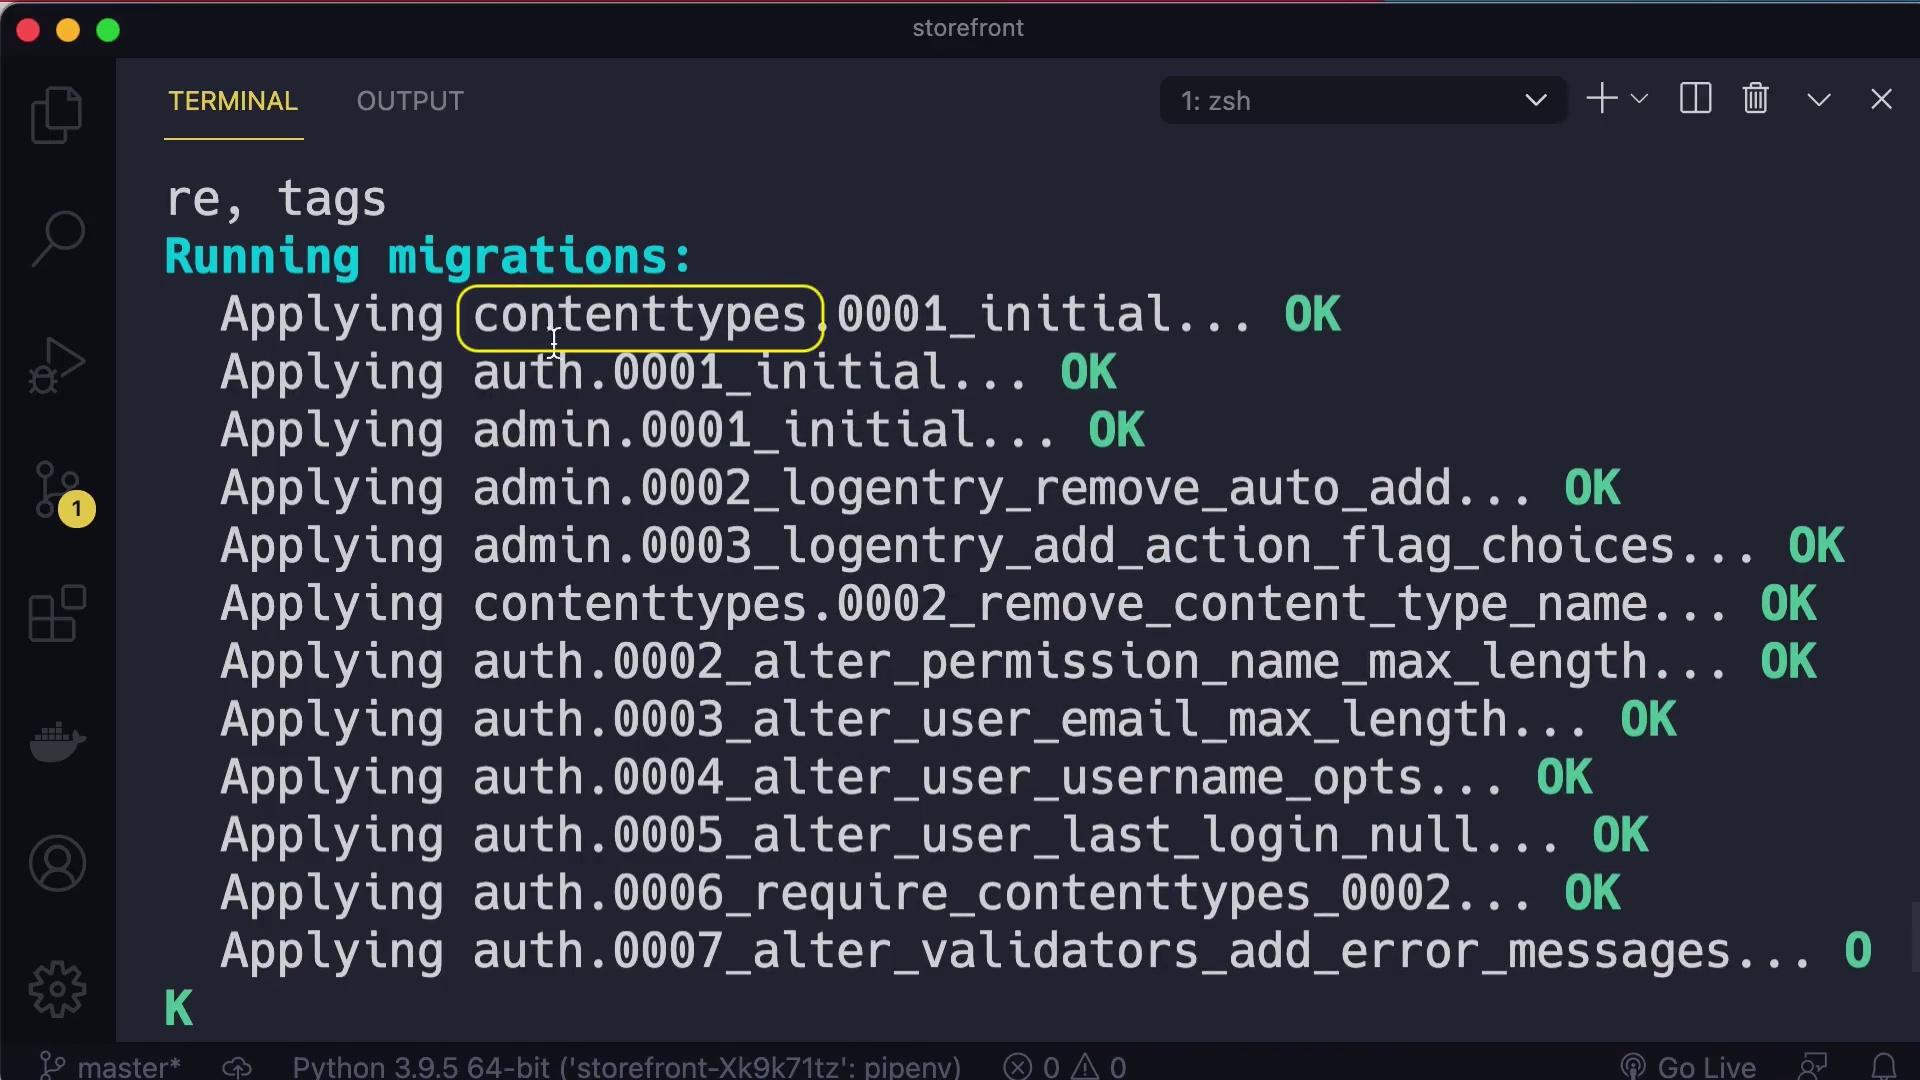 storefront
TERMINAL OUTPUT 1: zsh
re, tags
Running migrations:
Applying contenttypes.0001_initial... OK
Applying auth.0001_initial... OK
Applying admin.0001_initial... OK
Applying admin.0002_logentry_remove_auto_add... OK
Applying admin.0003_logentry_add_action_flag_choices... OK
Applying contenttypes.0002_remove_content_type_name... OK
Applying auth.0002_alter_permission_name_max_length... OK
Applying auth.0003_alter_user_email_max_length... OK
Applying auth.0004_alter_user_username_opts... OK
Applying auth.0005_alter_user_last_login_null... OK
Applying auth.0006_require_contenttypes_0002... OK
Applying auth.0007_alter_validators_add_error_messages... O
K
1
master* Python 3.9.5 64-bit ('storefront-Xk9k71tz': pipenv) 0 0 Go Live